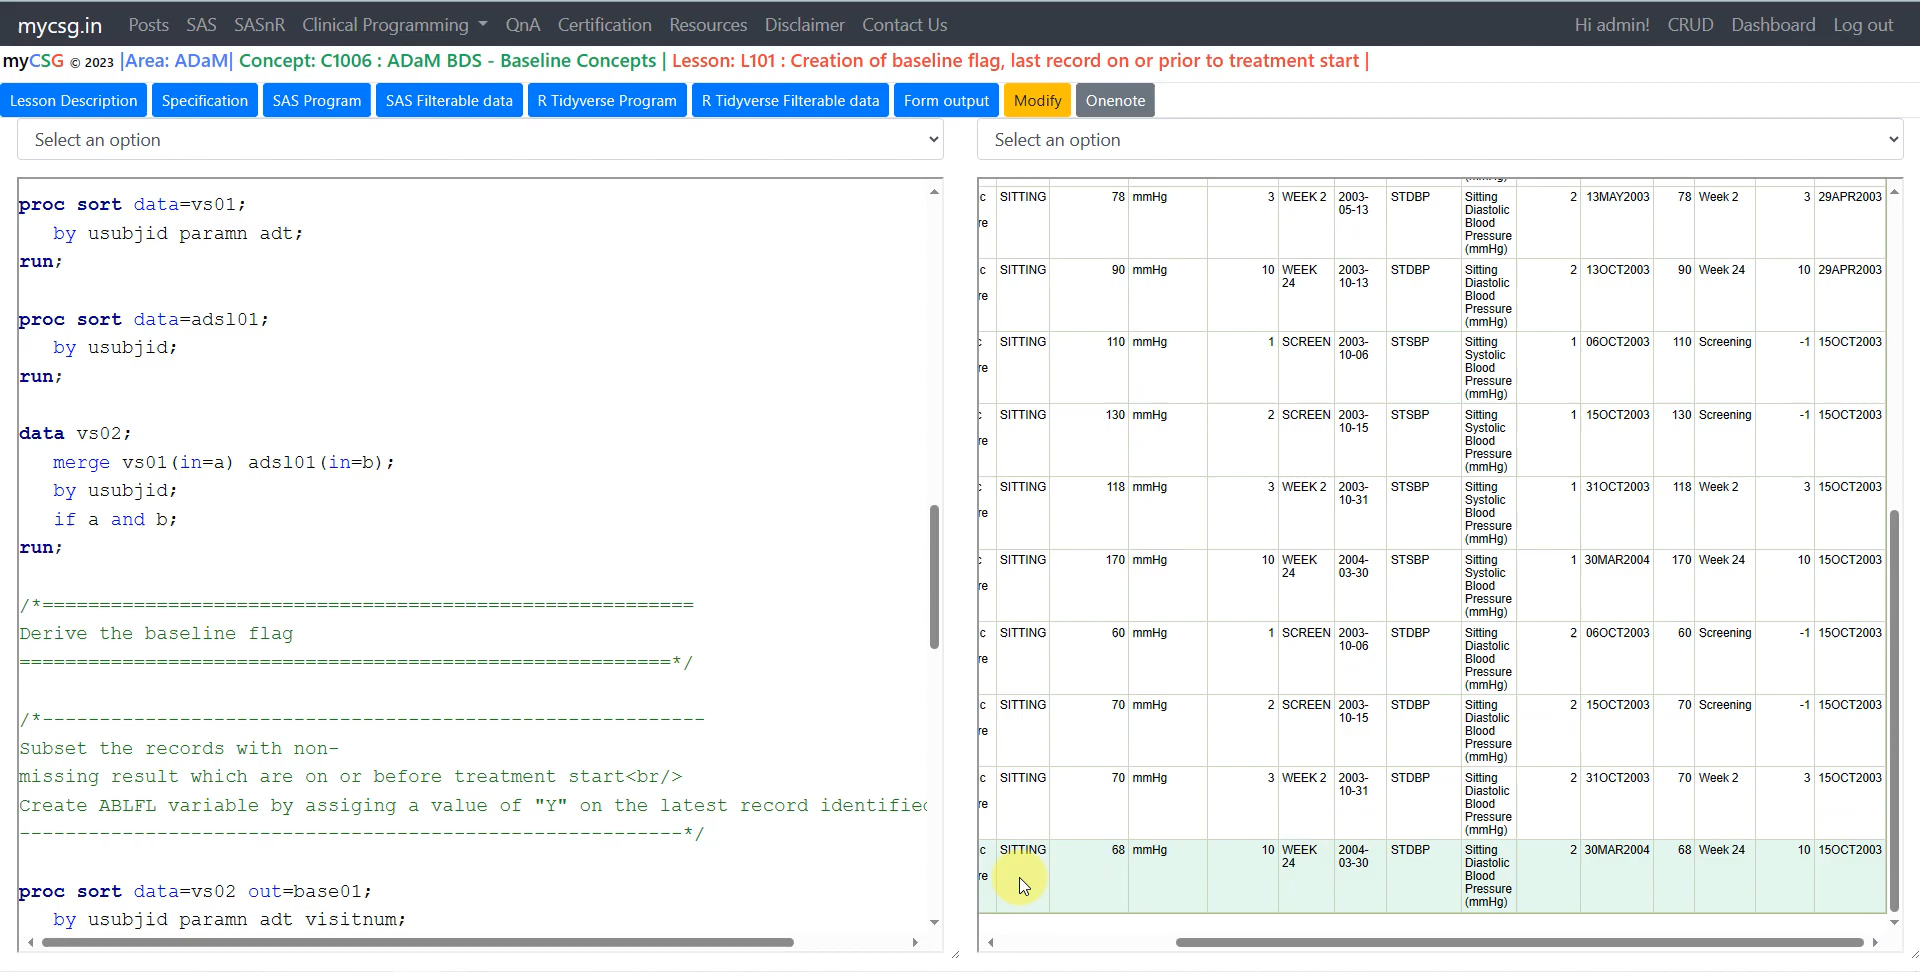 mycsg.in Posts SAS SASnR Clinical Programming QnA Certification Resources Disclaimer Contact Us Hi admin! CRUD Dashboard Log out
myCSG © 2023 |Area: ADaM| Concept: C1006 : ADaM BDS - Baseline Concepts | Lesson: L101 : Creation of baseline flag, last record on or prior to treatment start |
Lesson Description Specification SAS Program SAS Filterable data R Tidyverse Program R Tidyverse Filterable data Form output Modify Onenote
Select an option
proc sort data=vs01;
by usubjid paramn adt;
run;
proc sort data=adsl01;
by usubjid;
run;
data vs02;
merge vs01(in=a) adsl01(in=b);
by usubjid;
if a and b;
run;
/*=========================================================
Derive the baseline flag
=========================================================*/
/*----------------------------------------------------------
Subset the records with non-
missing result which are on or before treatment start<br/>
Create ABLFL variable by assiging a value of "Y" on the latest record identified
----------------------------------------------------------*/
proc sort data=vs02 out=base01;
by usubjid paramn adt visitnum;
Select an option
c re SITTING 78 mmHg 3 WEEK 2 2003-05-13 STDBP Sitting Diastolic Blood Pressure (mmHg) 2 13MAY2003 78 Week 2 3 29APR2003
c re SITTING 90 mmHg 10 WEEK 24 2003-10-13 STDBP Sitting Diastolic Blood Pressure (mmHg) 2 13OCT2003 90 Week 24 10 29APR2003
re SITTING 110 mmHg 1 SCREEN 2003-10-06 STSBP Sitting Systolic Blood Pressure (mmHg) 1 06OCT2003 110 Screening -1 15OCT2003
re SITTING 130 mmHg 2 SCREEN 2003-10-15 STSBP Sitting Systolic Blood Pressure (mmHg) 1 15OCT2003 130 Screening -1 15OCT2003
re SITTING 118 mmHg 3 WEEK 2 2003-10-31 STSBP Sitting Systolic Blood Pressure (mmHg) 1 31OCT2003 118 Week 2 3 15OCT2003
re SITTING 170 mmHg 10 WEEK 24 2004-03-30 STSBP Sitting Systolic Blood Pressure (mmHg) 1 30MAR2004 170 Week 24 10 15OCT2003
c re SITTING 60 mmHg 1 SCREEN 2003-10-06 STDBP Sitting Diastolic Blood Pressure (mmHg) 2 06OCT2003 60 Screening -1 15OCT2003
c re SITTING 70 mmHg 2 SCREEN 2003-10-15 STDBP Sitting Diastolic Blood Pressure (mmHg) 2 15OCT2003 70 Screening -1 15OCT2003
c re SITTING 70 mmHg 3 WEEK 2 2003-10-31 STDBP Sitting Diastolic Blood Pressure (mmHg) 2 31OCT2003 70 Week 2 3 15OCT2003
c re SITTING 68 mmHg 10 WEEK 24 2004-03-30 STDBP Sitting Diastolic Blood Pressure (mmHg) 2 30MAR2004 68 Week 24 10 15OCT2003